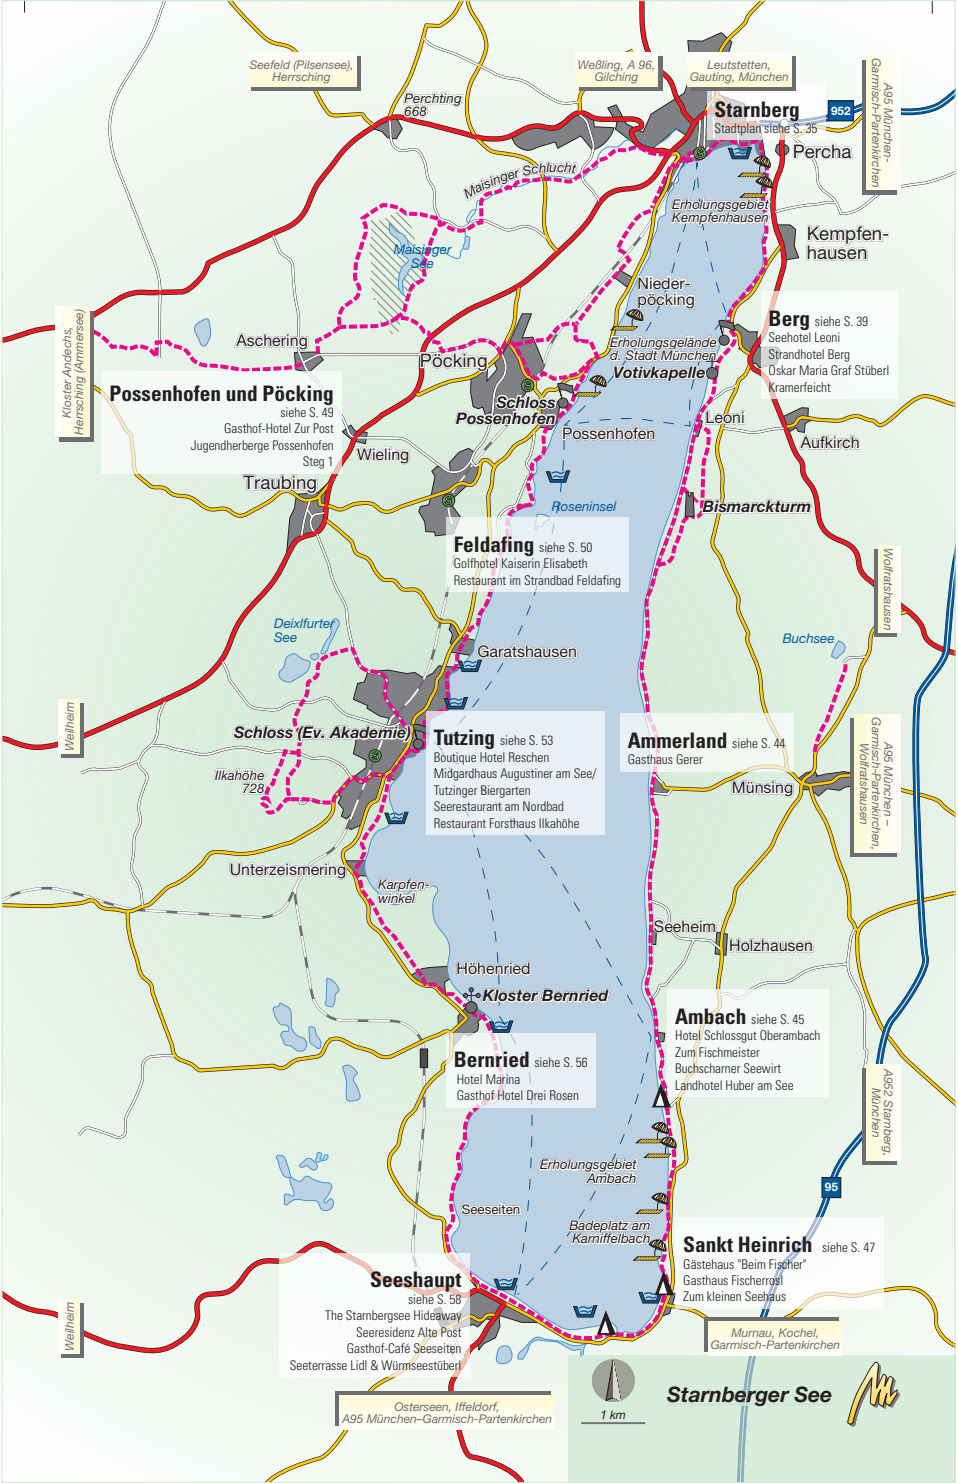 Seefeld (Pilsensee),
Herrsching
Weßling, A 96,
Gilching
Leutstetten,
Gauting, München
A95 München-
Garmisch-Partenkirchen
952
Perchting
668
Starnberg
Stadtplan siehe S. 35
Percha
Maisinger Schlucht
Erholungsgebiet
Kempfenhausen
Kempfen-
hausen
Maisinger
See
Nieder-
pöcking
Kloster Andechs,
Herrsching (Ammersee)
Aschering
Pöcking
Erholungsgelände
d. Stadt München
Votivkapelle
Berg siehe S. 39
Seehotel Leoni
Strandhotel Berg
Oskar Maria Graf Stüberl
Kramerfeicht
Possenhofen und Pöcking
siehe S. 49
Gasthof-Hotel Zur Post
Jugendherberge Possenhofen
Steg 1
Schloss
Possenhofen
Possenhofen
Leoni
Aufkirch
Wieling
Traubing
Roseninsel
Bismarckturm
Feldafing siehe S. 50
Golfhotel Kaiserin Elisabeth
Restaurant im Strandbad Feldafing
Wolfratshausen
Deixlfurter
See
Garatshausen
Buchsee
Weilheim
Schloss (Ev. Akademie)
Tutzing siehe S. 53
Boutique Hotel Reschen
Midgardhaus Augustiner am See/
Tutzinger Biergarten
Seerestaurant am Nordbad
Restaurant Forsthaus Ilkahöhe
Ammerland siehe S. 44
Gasthaus Gerer
A95 München –
Garmisch-Partenkirchen,
Wolfratshausen
Ilkahöhe
728
Münsing
Unterzeismering
Karpfen-
winkel
Seeheim
Holzhausen
Höhenried
Kloster Bernried
Ambach siehe S. 45
Hotel Schlossgut Oberambach
Zum Fischmeister
Buchscharner Seewirt
Landhotel Huber am See
Bernried siehe S. 56
Hotel Marina
Gasthof Hotel Drei Rosen
A952 Starnberg,
München
Erholungsgebiet
Ambach
95
Seeseiten
Badeplatz am
Karniffelbach
Sankt Heinrich siehe S. 47
Gästehaus "Beim Fischer"
Gasthaus Fischerrosl
Zum kleinen Seehaus
Seeshaupt
siehe S. 58
The Starnbergsee Hideaway
Seeresidenz Alte Post
Gasthof-Café Seeseiten
Seeterrasse Lidl & Würmseestüberl
Weilheim
Murnau, Kochel,
Garmisch-Partenkirchen
Osterseen, Iffeldorf,
A95 München–Garmisch-Partenkirchen
1 km
Starnberger See